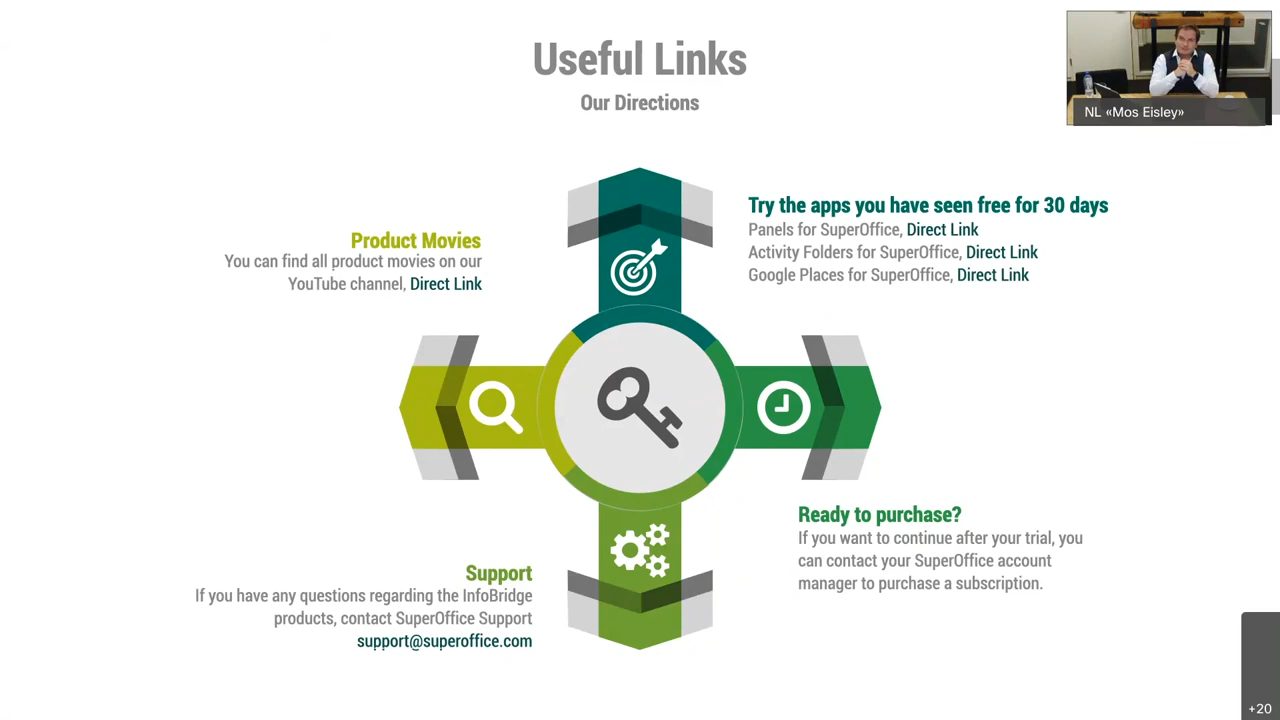 Useful Links
Our Directions
NL «Mos Eisley»
Product Movies
You can find all product movies on our
YouTube channel, Direct Link
Try the apps you have seen free for 30 days
Panels for SuperOffice, Direct Link
Activity Folders for SuperOffice, Direct Link
Google Places for SuperOffice, Direct Link
Support
If you have any questions regarding the InfoBridge
products, contact SuperOffice Support
support@superoffice.com
Ready to purchase?
If you want to continue after your trial, you
can contact your SuperOffice account
manager to purchase a subscription.
+20